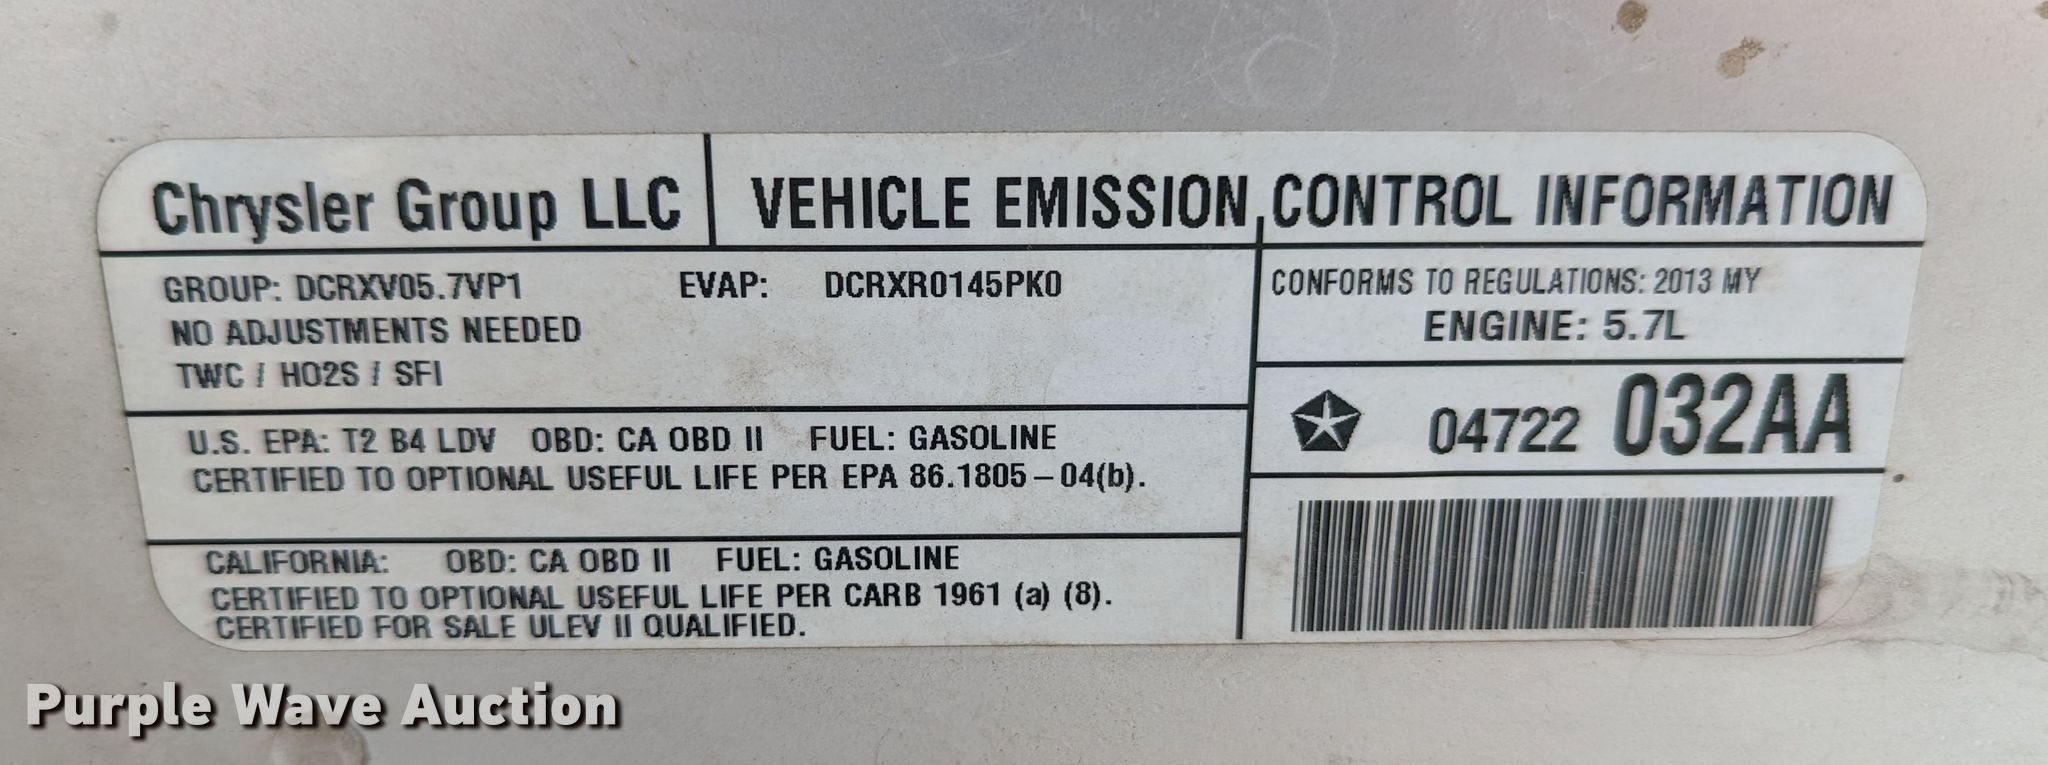 Chrysler Group LLC
VEHICLE EMISSION CONTROL INFORMATION
GROUP: DCRXV05.7VP1 EVAP: DCRXR0145PK0
NO ADJUSTMENTS NEEDED
TWC / HO2S / SFI
CONFORMS TO REGULATIONS: 2013 MY
ENGINE: 5.7L
04722 032AA
U.S. EPA: T2 B4 LDV OBD: CA OBD II FUEL: GASOLINE
CERTIFIED TO OPTIONAL USEFUL LIFE PER EPA 86.1805-04(b).
CALIFORNIA: OBD: CA OBD II FUEL: GASOLINE
CERTIFIED TO OPTIONAL USEFUL LIFE PER CARB 1961 (a) (8).
CERTIFIED FOR SALE ULEV II QUALIFIED.
Purple Wave Auction